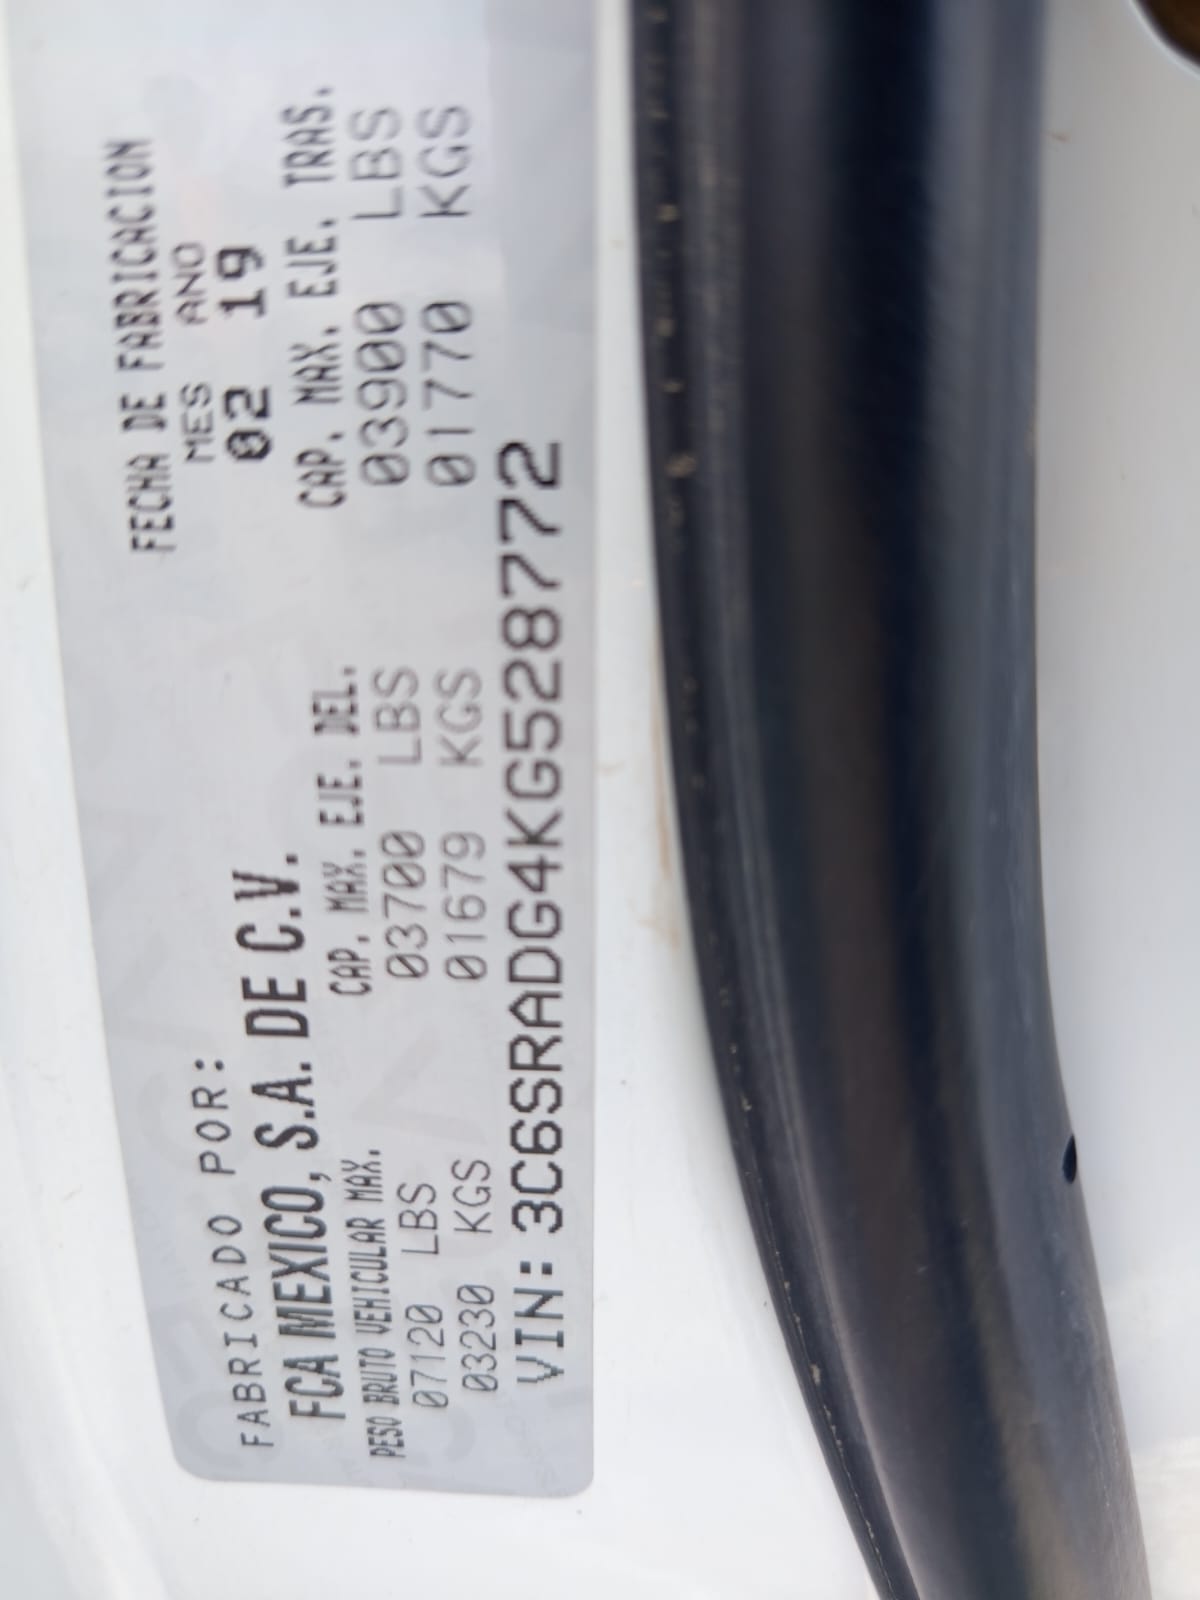 FECHA DE FABRICACION
MES ANO
02 19
FABRICADO POR:
FCA MEXICO, S.A. DE C.V.
PESO BRUTO VEHICULAR MAX. CAP. MAX. EJE. DEL. CAP. MAX. EJE. TRAS.
07120 LBS 03700 LBS 03900 LBS
03230 KGS 01679 KGS 01770 KGS
VIN: 3C6SRADG4KG528772